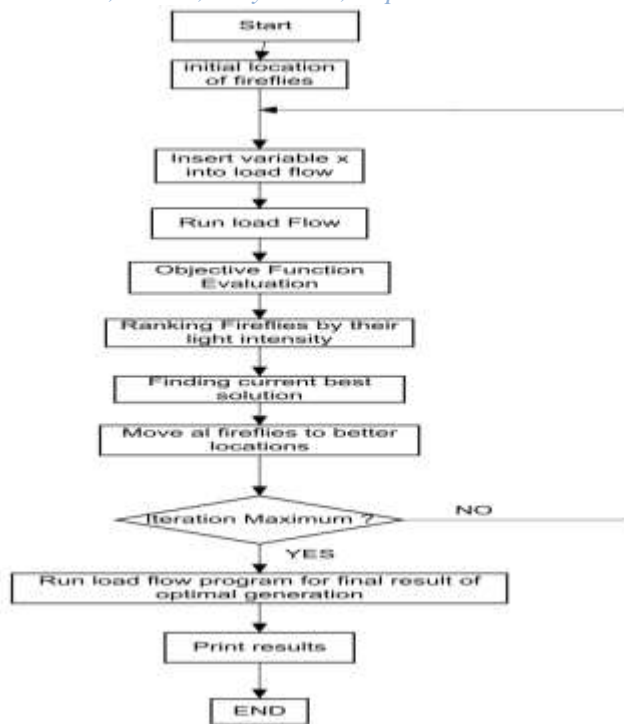 Start
initial location
of fireflies
Insert variable x
into load flow
Run load Flow
Objective Function
Evaluation
Ranking Fireflies by their
light intensity
Finding current best
solution
Move al fireflies to better
locations
Iteration Maximum ?
NO
YES
Run load flow program for final result of
optimal generation
Print results
END